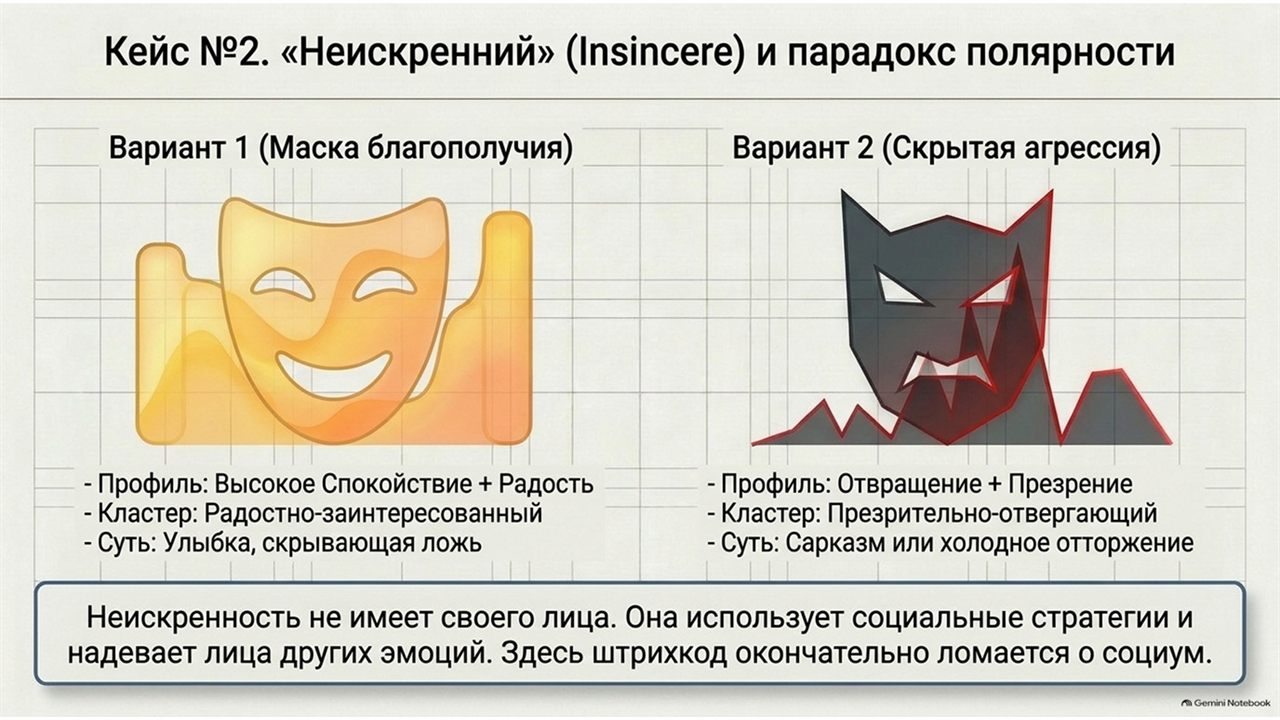 Кейс №2. «Неискренний» (Insincere) и парадокс полярности
Вариант 1 (Маска благополучия)
- Профиль: Высокое Спокойствие + Радость
- Кластер: Радостно-заинтересованный
- Суть: Улыбка, скрывающая ложь
Вариант 2 (Скрытая агрессия)
- Профиль: Отвращение + Презрение
- Кластер: Презрительно-отвергающий
- Суть: Сарказм или холодное отторжение
Неискренность не имеет своего лица. Она использует социальные стратегии и
надевает лица других эмоций. Здесь штрихкод окончательно ломается о социум.
Gemini Notebook